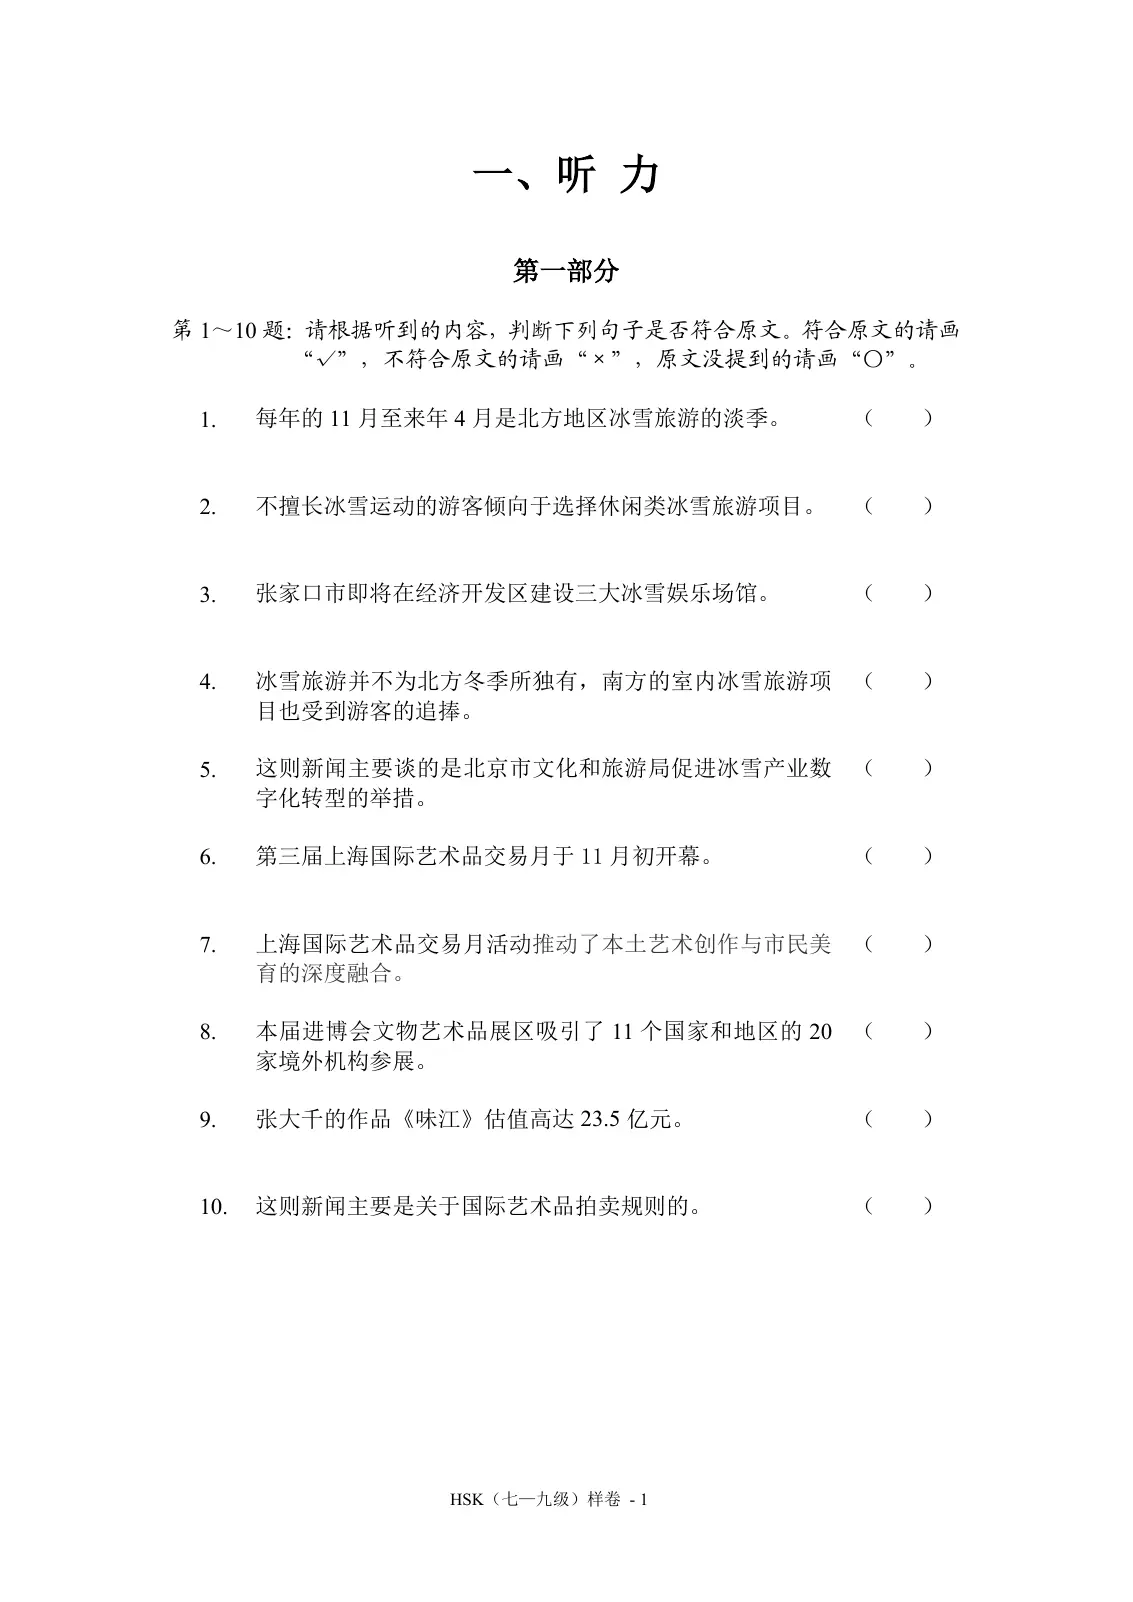 一、听 力
第一部分
第 1～10 题：请根据听到的内容，判断下列句子是否符合原文。符合原文的请画
“√”，不符合原文的请画“×”，原文没提到的请画“〇”。
1. 每年的 11 月至来年 4 月是北方地区冰雪旅游的淡季。 （ ）
2. 不擅长冰雪运动的游客倾向于选择休闲类冰雪旅游项目。 （ ）
3. 张家口市即将在经济开发区建设三大冰雪娱乐场馆。 （ ）
4. 冰雪旅游并不为北方冬季所独有，南方的室内冰雪旅游项 （ ）
目也受到游客的追捧。
5. 这则新闻主要谈的是北京市文化和旅游局促进冰雪产业数 （ ）
字化转型的举措。
6. 第三届上海国际艺术品交易月于 11 月初开幕。 （ ）
7. 上海国际艺术品交易月活动推动了本土艺术创作与市民美 （ ）
育的深度融合。
8. 本届进博会文物艺术品展区吸引了 11 个国家和地区的 20 （ ）
家境外机构参展。
9. 张大千的作品《味江》估值高达 23.5 亿元。 （ ）
10. 这则新闻主要是关于国际艺术品拍卖规则的。 （ ）
HSK（七—九级）样卷 - 1